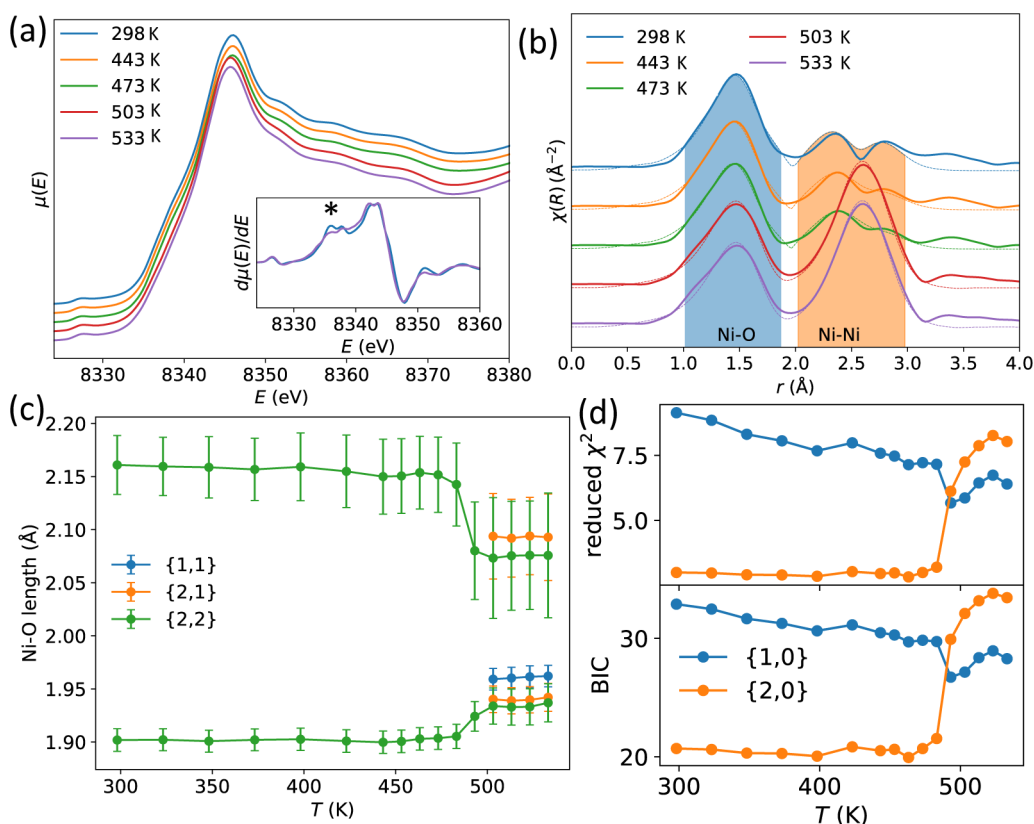 (a)
298 K
443 K
473 K
503 K
533 K
μ(E)
*
dμ(E)/dE
8330 8340 8350 8360
E (eV)
8330 8340 8350 8360 8370 8380
E (eV)
(b)
298 K
443 K
473 K
503 K
533 K
χ(R) (Å⁻²)
Ni-O
Ni-Ni
0.0 0.5 1.0 1.5 2.0 2.5 3.0 3.5 4.0
r (Å)
(c)
2.20
2.15
2.10
2.05
2.00
1.95
1.90
Ni-O length (Å)
{1,1}
{2,1}
{2,2}
300 350 400 450 500
T (K)
(d)
7.5
5.0
reduced χ²
30
20
BIC
{1,0}
{2,0}
300 400 500
T (K)